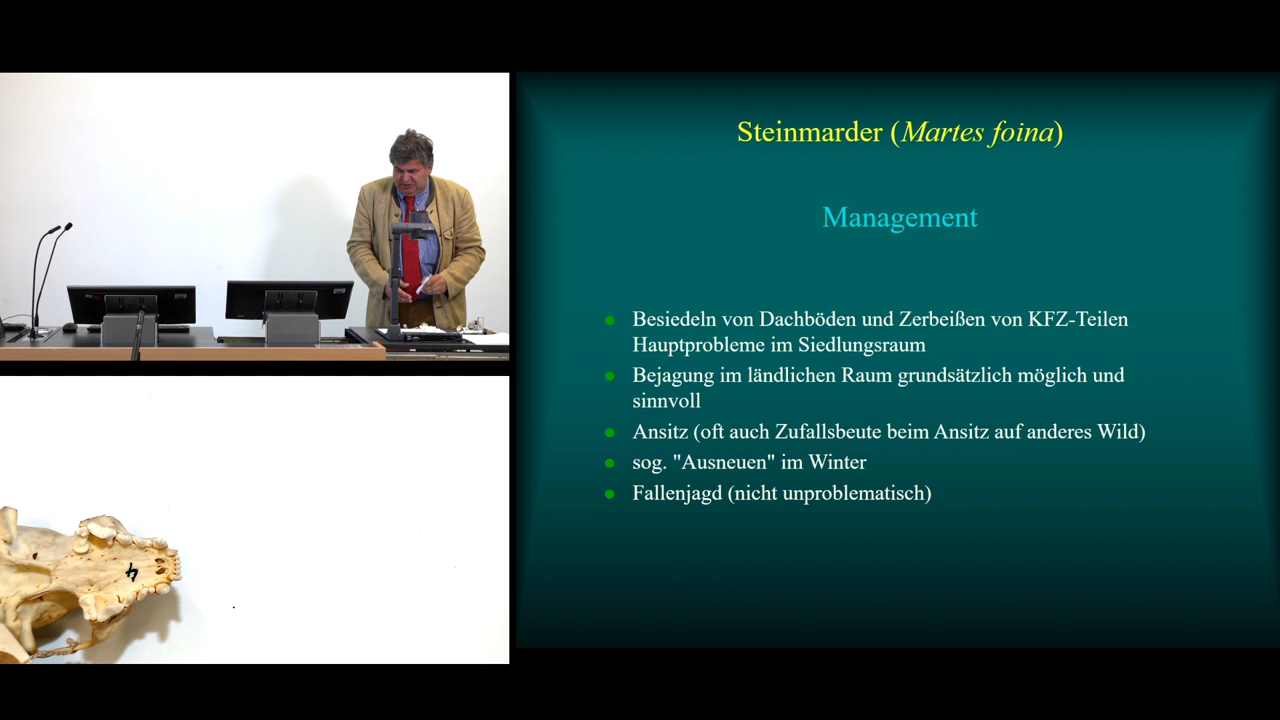 Steinmarder (Martes foina)
Management
Besiedeln von Dachböden und Zerbeißen von KFZ-Teilen
Hauptprobleme im Siedlungsraum
Bejagung im ländlichen Raum grundsätzlich möglich und
sinnvoll
Ansitz (oft auch Zufallsbeute beim Ansitz auf anderes Wild)
sog. "Ausneuen" im Winter
Fallenjagd (nicht unproblematisch)
4